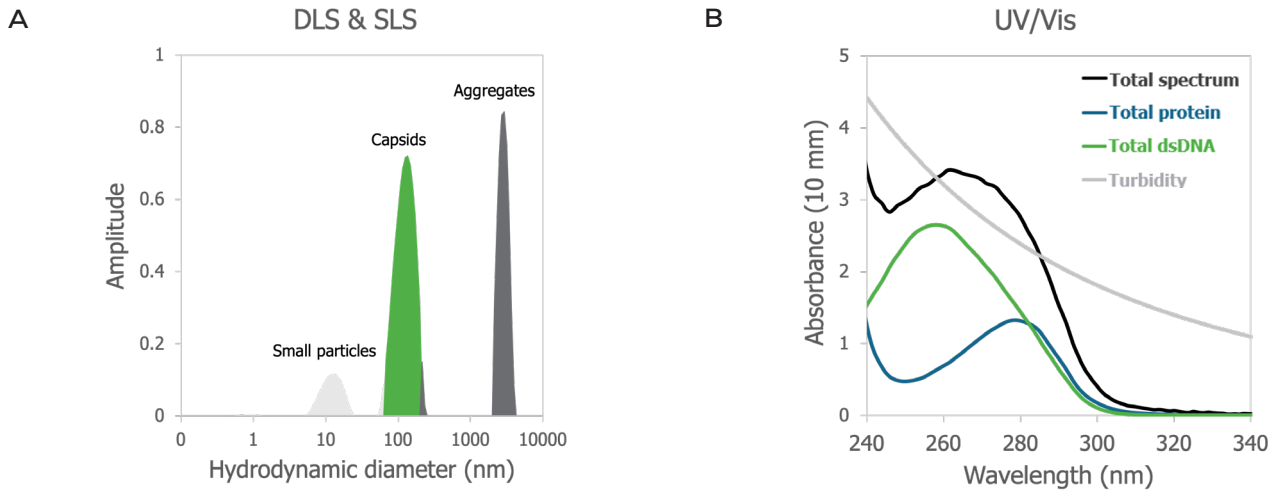 A
DLS & SLS
Amplitude
1
0.8
0.6
0.4
0.2
0
Small particles
Capsids
Aggregates
0 1 10 100 1000 10000
Hydrodynamic diameter (nm)
B
UV/Vis
Absorbance (10 mm)
5
4
3
2
1
0
Total spectrum
Total protein
Total dsDNA
Turbidity
240 260 280 300 320 340
Wavelength (nm)